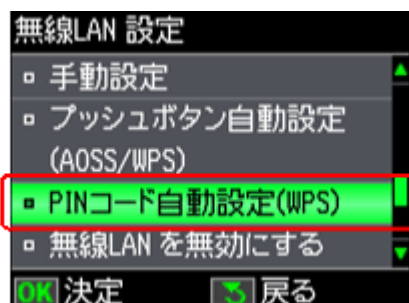 無線LAN 設定
手動設定
プッシュボタン自動設定
(AOSS/WPS)
PINコード自動設定(WPS)
無線LAN を無効にする
OK 決定 戻る